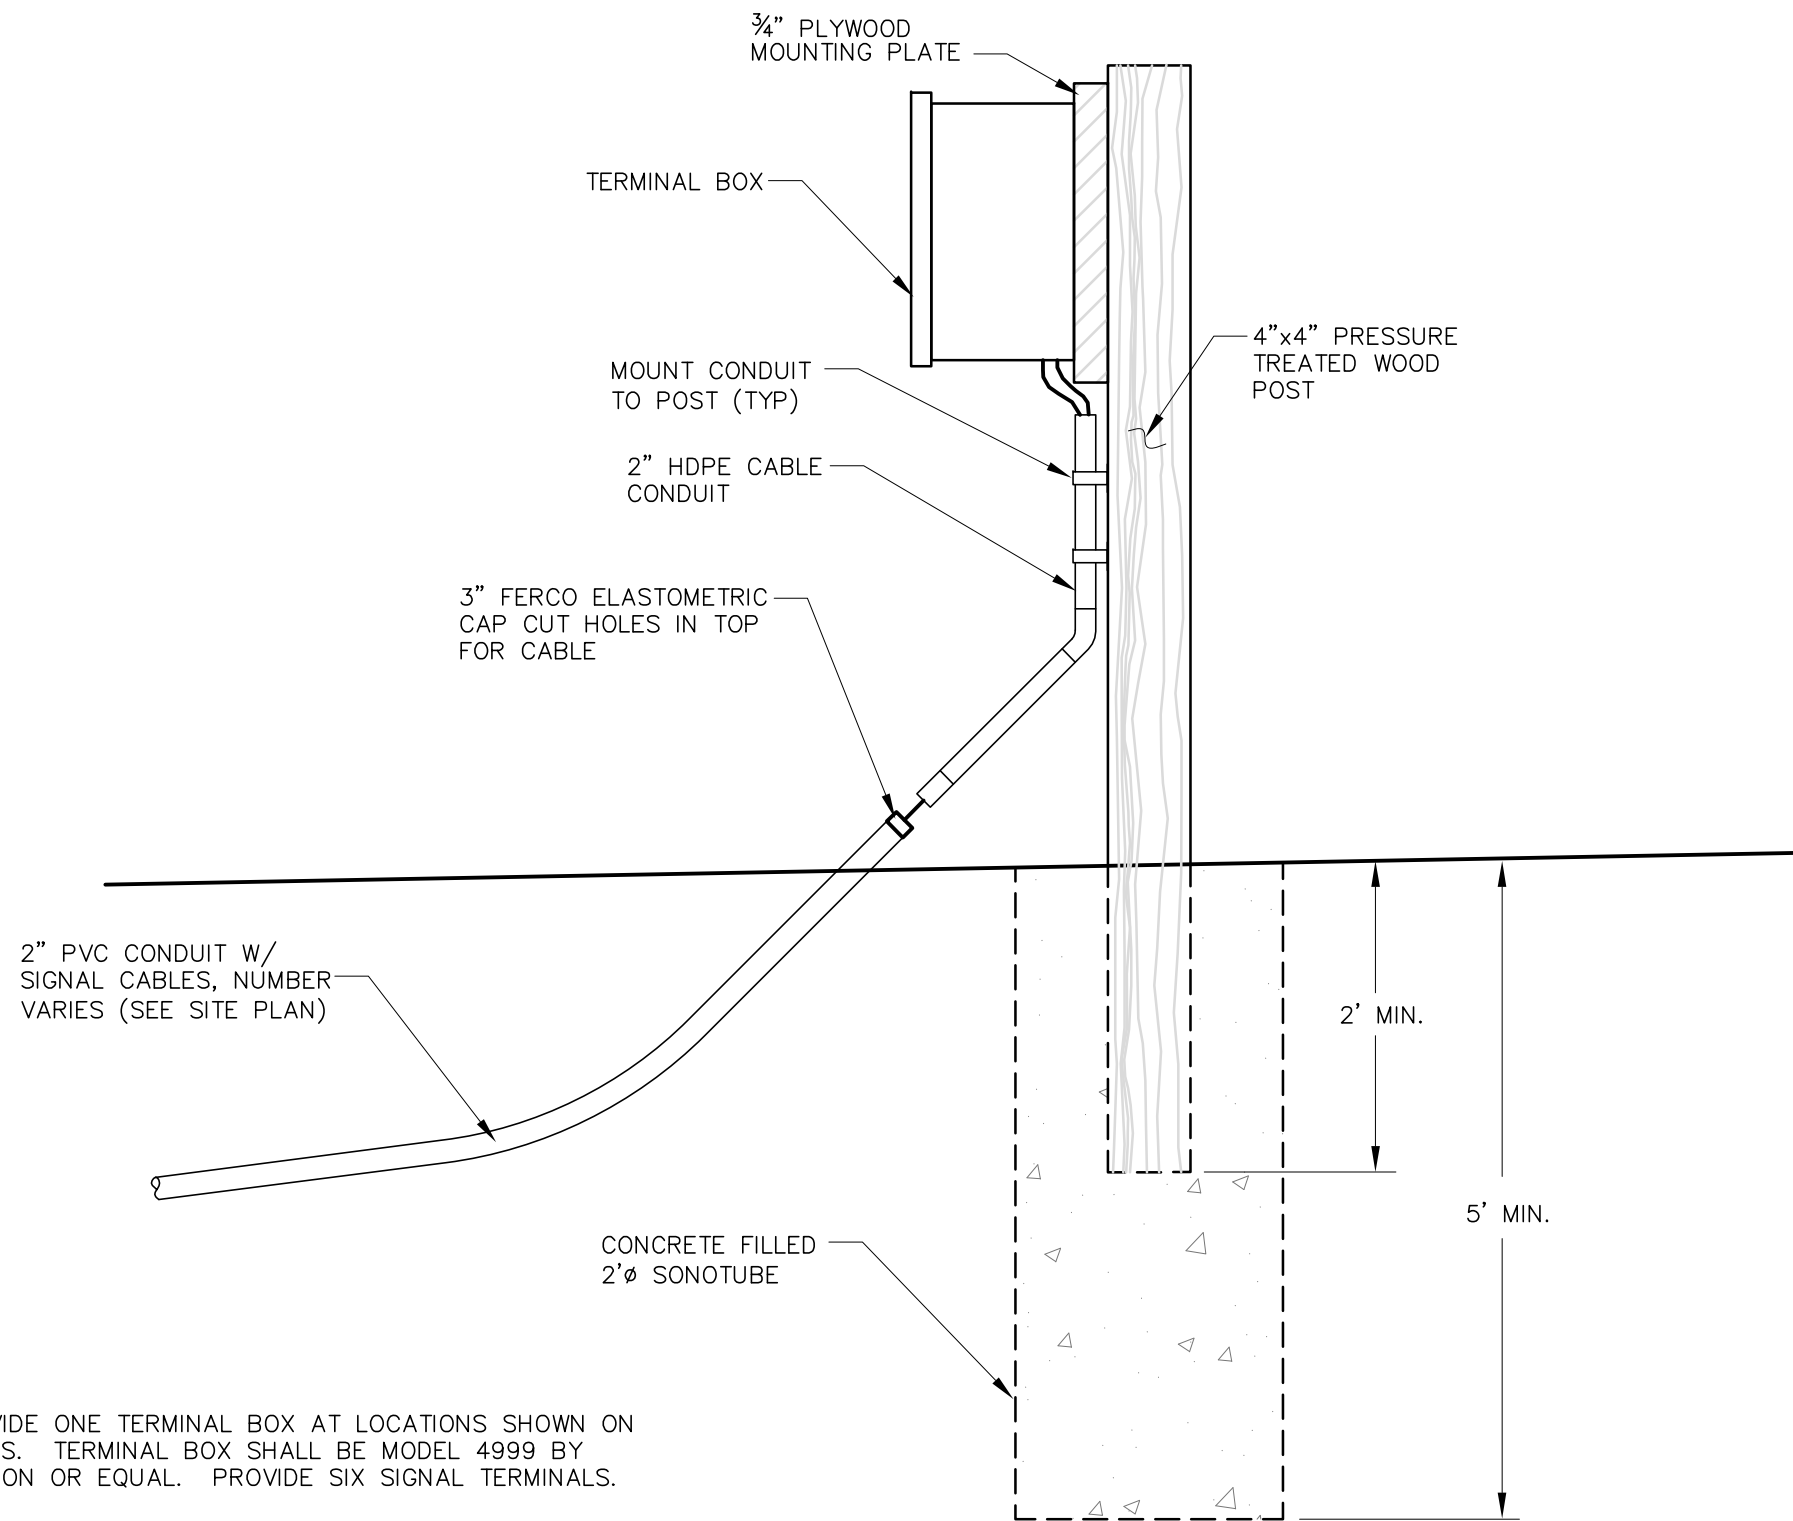 ¾" PLYWOOD
MOUNTING PLATE
TERMINAL BOX
4"x4" PRESSURE
TREATED WOOD
POST
MOUNT CONDUIT
TO POST (TYP)
2" HDPE CABLE
CONDUIT
3" FERCO ELASTOMETRIC
CAP CUT HOLES IN TOP
FOR CABLE
2" PVC CONDUIT W/
SIGNAL CABLES, NUMBER
VARIES (SEE SITE PLAN)
2' MIN.
5' MIN.
CONCRETE FILLED
2'ø SONOTUBE
ONE TERMINAL BOX AT LOCATIONS SHOWN ON
TERMINAL BOX SHALL BE MODEL 4999 BY
OR EQUAL. PROVIDE SIX SIGNAL TERMINALS.